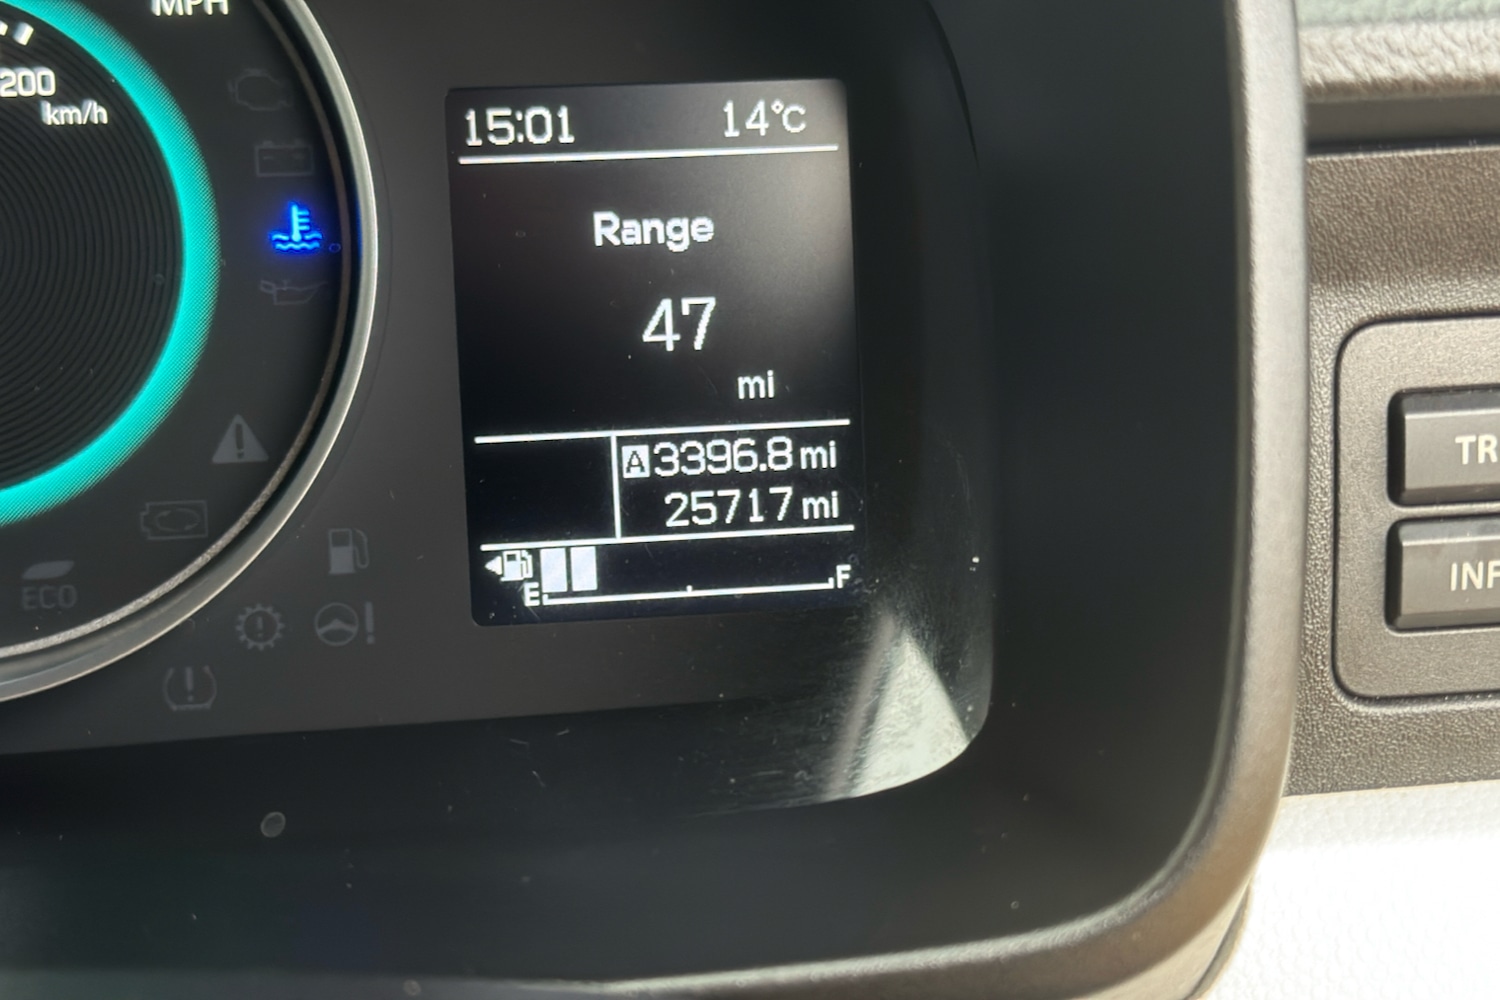 MPH
200
km/h
15:01 14°C
Range
47
mi
A 3396.8 mi
25717 mi
E F
ECO
TR
INF